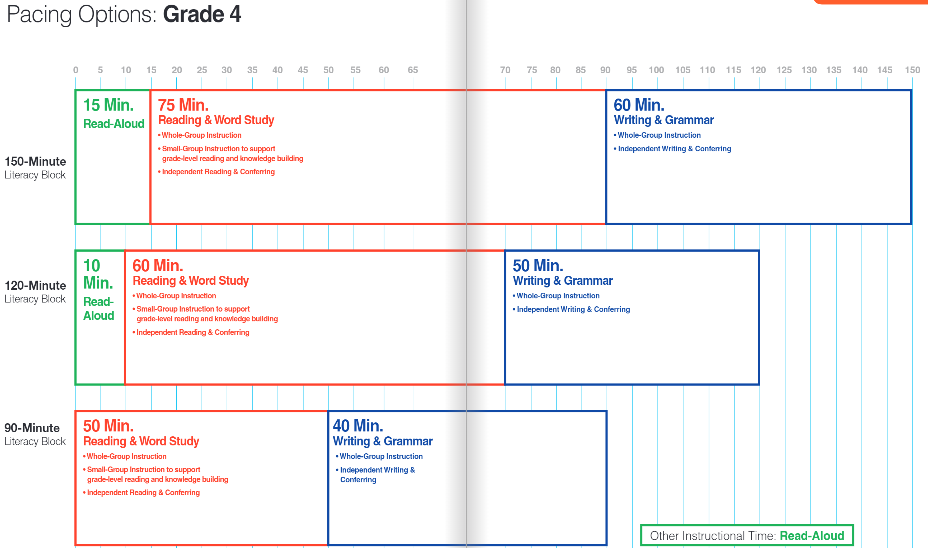 Pacing Options: Grade 4
0 5 10 15 20 25 30 35 40 45 50 55 60 65 70 75 80 85 90 95 100 105 110 115 120 125 130 135 140 145 150
150-Minute
Literacy Block
15 Min.
Read-Aloud
75 Min.
Reading & Word Study
• Whole-Group Instruction
• Small-Group Instruction to support
grade-level reading and knowledge building
• Independent Reading & Conferring
60 Min.
Writing & Grammar
• Whole-Group Instruction
• Independent Writing & Conferring
120-Minute
Literacy Block
10
Min.
Read-
Aloud
60 Min.
Reading & Word Study
• Whole-Group Instruction
• Small-Group Instruction to support
grade-level reading and knowledge building
• Independent Reading & Conferring
50 Min.
Writing & Grammar
• Whole-Group Instruction
• Independent Writing & Conferring
90-Minute
Literacy Block
50 Min.
Reading & Word Study
• Whole-Group Instruction
• Small-Group Instruction to support
grade-level reading and knowledge building
• Independent Reading & Conferring
40 Min.
Writing & Grammar
• Whole-Group Instruction
• Independent Writing &
Conferring
Other Instructional Time: Read-Aloud